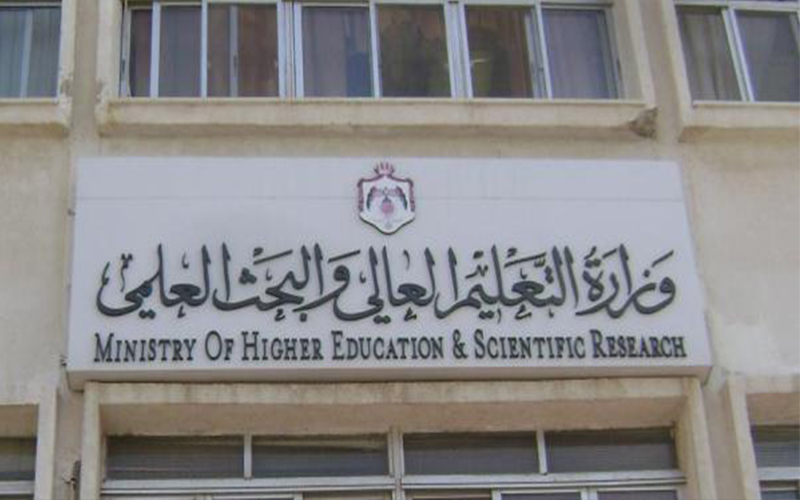 وزارة التعليم العالي والبحث العلمي
MINISTRY OF HIGHER EDUCATION & SCIENTIFIC RESEARCH